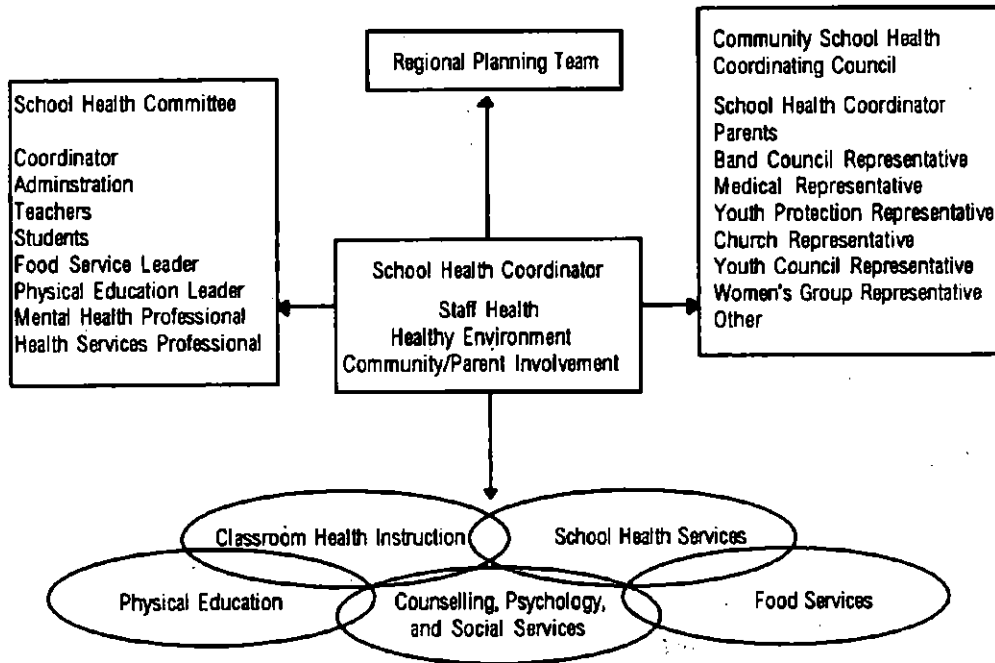 Regional Planning Team
School Health Committee
Coordinator
Adminstration
Teachers
Students
Food Service Leader
Physical Education Leader
Mental Health Professional
Health Services Professional
Community School Health
Coordinating Council
School Health Coordinator
Parents
Band Council Representative
Medical Representative
Youth Protection Representative
Church Representative
Youth Council Representative
Women's Group Representative
Other
School Health Coordinator
Staff Health
Healthy Environment
Community/Parent Involvement
Classroom Health Instruction
School Health Services
Physical Education
Counselling, Psychology,
and Social Services
Food Services